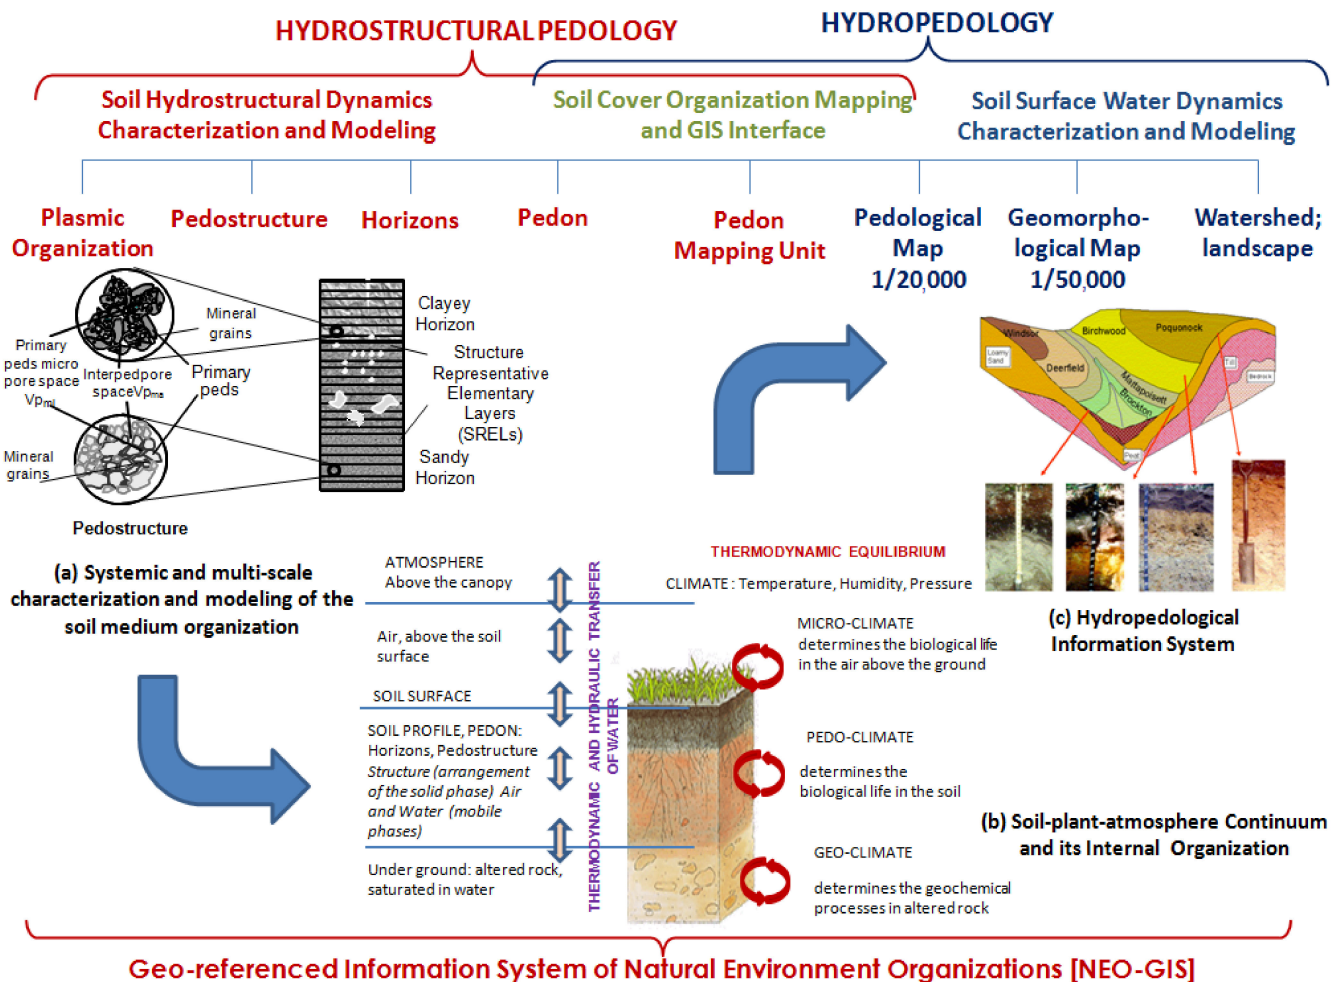 HYDROSTRUCTURAL PEDOLOGY
HYDROPEDOLOGY
Soil Hydrostructural Dynamics
Characterization and Modeling
Soil Cover Organization Mapping
and GIS Interface
Soil Surface Water Dynamics
Characterization and Modeling
Plasmic
Organization
Pedostructure
Horizons
Pedon
Pedon
Mapping Unit
Pedological
Map
1/20,000
Geomorpho-
logical Map
1/50,000
Watershed;
landscape
Mineral
grains
Primary
peds micro
pore space
Vpmi
Interpedpore
spaceVpma
Primary
peds
Mineral
grains
Pedostructure
Clayey
Horizon
Structure
Representative
Elementary
Layers
(SRELs)
Sandy
Horizon
(a) Systemic and multi-scale
characterization and modeling of the
soil medium organization
Windsor
Birchwood
Poquonock
Loamy
Sand
Deerfield
Mattapoisett
Brockton
Till
Bedrock
Peat
(c) Hydropedological
Information System
ATMOSPHERE
Above the canopy
Air, above the soil
surface
SOIL SURFACE
SOIL PROFILE, PEDON:
Horizons, Pedostructure
Structure (arrangement
of the solid phase) Air
and Water (mobile
phases)
Under ground: altered rock,
saturated in water
THERMODYNAMIC AND HYDRAULIC TRANSFER
OF WATER
THERMODYNAMIC EQUILIBRIUM
CLIMATE : Temperature, Humidity, Pressure
MICRO-CLIMATE
determines the biological life
in the air above the ground
PEDO-CLIMATE
determines the
biological life in the soil
GEO-CLIMATE
determines the geochemical
processes in altered rock
(b) Soil-plant-atmosphere Continuum
and its Internal Organization
Geo-referenced Information System of Natural Environment Organizations [NEO-GIS]